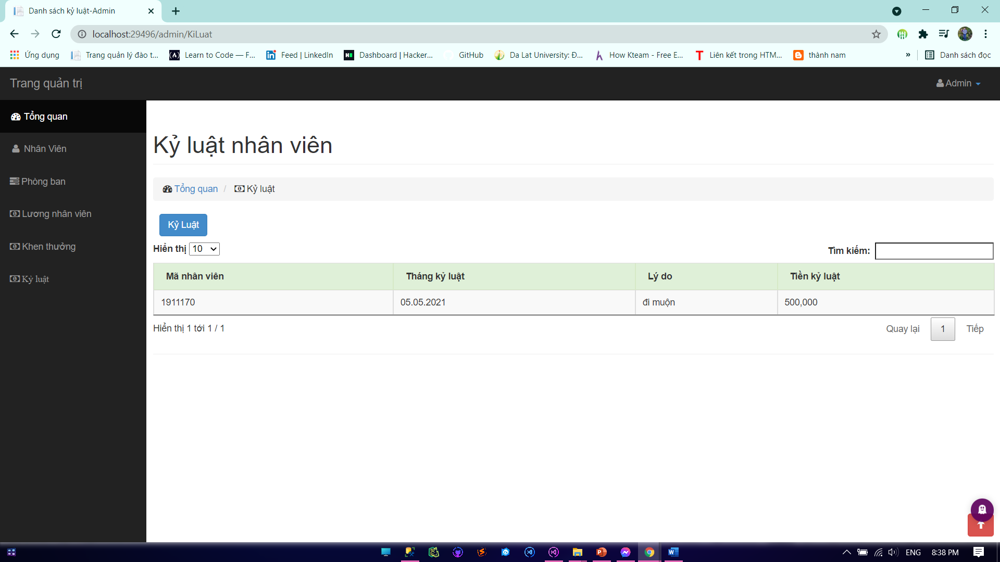 Danh sách kỷ luật-Admin
localhost:29496/admin/KiLuat
Ứng dụng
Trang quản lý đào t...
Learn to Code — F...
Feed | LinkedIn
Dashboard | Hacker...
GitHub
Da Lat University: Đ...
How Kteam - Free E...
Liên kết trong HTM...
thành nam
»
Danh sách đọc
Trang quản trị
Admin
Tổng quan
Nhân Viên
Phòng ban
Lương nhân viên
Khen thưởng
Kỷ luật
Kỷ luật nhân viên
Tổng quan / Kỷ luật
Kỷ Luật
Hiển thị 10
Tìm kiếm:
Mã nhân viên Tháng kỷ luật Lý do Tiền kỷ luật
1911170 05.05.2021 đi muộn 500,000
Hiển thị 1 tới 1 / 1
Quay lại 1 Tiếp
ENG 8:38 PM